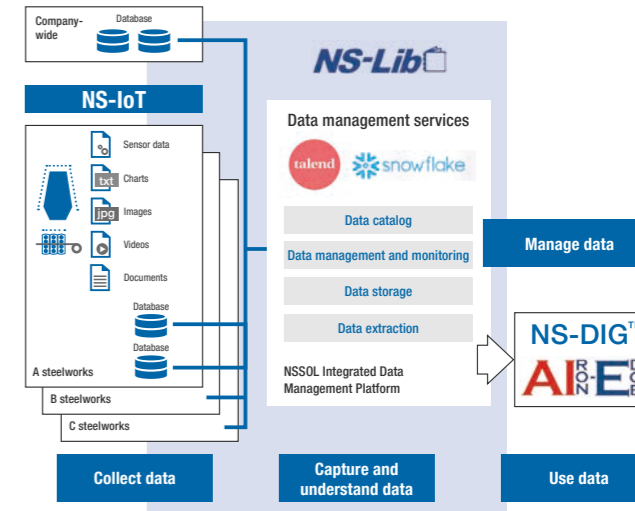 Company-
wide
Database
NS-IoT
Sensor data
txt
Charts
jpg
Images
Videos
Documents
Database
Database
A steelworks
B steelworks
C steelworks
NS-Lib
Data management services
talend
snowflake
Data catalog
Data management and monitoring
Data storage
Data extraction
NSSOL Integrated Data
Management Platform
Manage data
NS-DIG
AIRON-EDGE
Collect data
Capture and
understand data
Use data